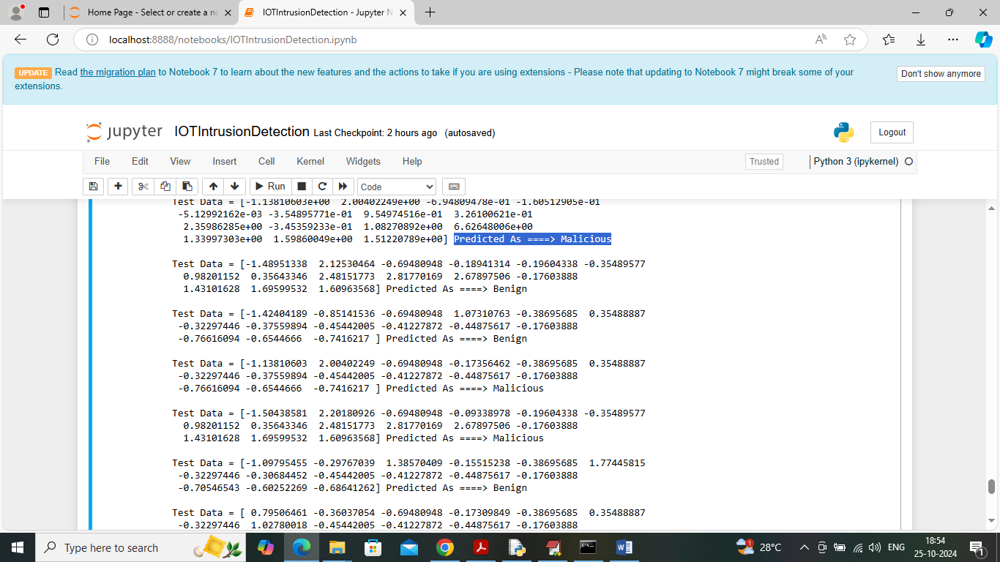 Home Page - Select or create a n
IOTIntrusionDetection - Jupyter N
localhost:8888/notebooks/IOTIntrusionDetection.ipynb
UPDATE Read the migration plan to Notebook 7 to learn about the new features and the actions to take if you are using extensions - Please note that updating to Notebook 7 might break some of your
extensions.
Don't show anymore
jupyter IOTIntrusionDetection Last Checkpoint: 2 hours ago (autosaved)
Logout
File Edit View Insert Cell Kernel Widgets Help
Trusted
Python 3 (ipykernel)
Run
Code
Test Data = [-1.13810603e+00 2.00402249e+00 -6.94809478e-01 -1.60512905e-01
-5.12992162e-03 -3.54895771e-01 9.54974516e-01 3.26100621e-01
2.35986285e+00 -3.45359233e-01 1.08270892e+00 6.62648006e+00
1.33997303e+00 1.59860049e+00 1.51220789e+00] Predicted As ====> Malicious
Test Data = [-1.48951338 2.12530464 -0.69480948 -0.18941314 -0.19604338 -0.35489577
0.98201152 0.35643346 2.48151773 2.81770169 2.67897506 -0.17603888
1.43101628 1.69599532 1.60963568] Predicted As ====> Benign
Test Data = [-1.42404189 -0.85141536 -0.69480948 1.07310763 -0.38695685 0.35488887
-0.32297446 -0.37559894 -0.45442005 -0.41227872 -0.44875617 -0.17603888
-0.76616094 -0.6544666 -0.7416217 ] Predicted As ====> Benign
Test Data = [-1.13810603 2.00402249 -0.69480948 -0.17356462 -0.38695685 0.35488887
-0.32297446 -0.37559894 -0.45442005 -0.41227872 -0.44875617 -0.17603888
-0.76616094 -0.6544666 -0.7416217 ] Predicted As ====> Malicious
Test Data = [-1.50438581 2.20180926 -0.69480948 -0.09338978 -0.19604338 -0.35489577
0.98201152 0.35643346 2.48151773 2.81770169 2.67897506 -0.17603888
1.43101628 1.69599532 1.60963568] Predicted As ====> Malicious
Test Data = [-1.09795455 -0.29767039 1.38570409 -0.15515238 -0.38695685 1.77445815
-0.32297446 -0.30684452 -0.45442005 -0.41227872 -0.44875617 -0.17603888
-0.70546543 -0.60252269 -0.68641262] Predicted As ====> Benign
Test Data = [ 0.79506461 -0.36037054 -0.69480948 -0.17309849 -0.38695685 0.35488887
-0.32297446 1.02780018 -0.45442005 -0.41227872 -0.44875617 -0.17603888
Type here to search
1
28°C
ENG
18:54
25-10-2024
1